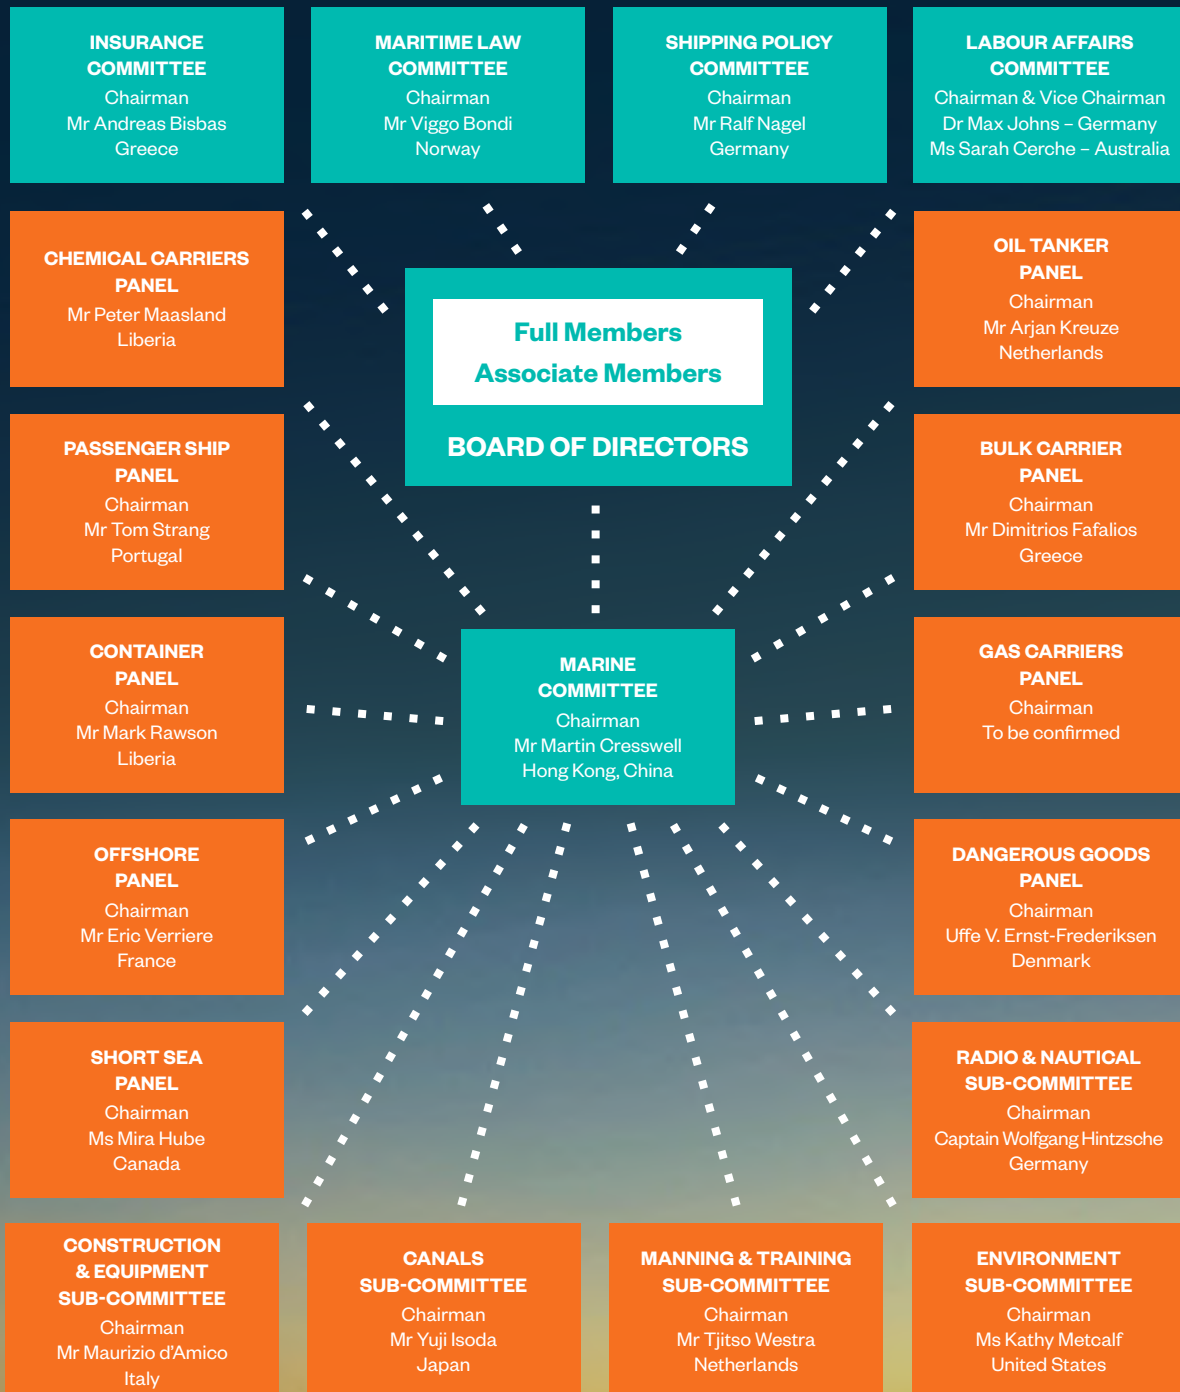 INSURANCE
COMMITTEE
Chairman
Mr Andreas Bisbas
Greece
MARITIME LAW
COMMITTEE
Chairman
Mr Viggo Bondi
Norway
SHIPPING POLICY
COMMITTEE
Chairman
Mr Ralf Nagel
Germany
LABOUR AFFAIRS
COMMITTEE
Chairman & Vice Chairman
Dr Max Johns – Germany
Ms Sarah Cerche – Australia
CHEMICAL CARRIERS
PANEL
Mr Peter Maasland
Liberia
Full Members
Associate Members
BOARD OF DIRECTORS
OIL TANKER
PANEL
Chairman
Mr Arjan Kreuze
Netherlands
PASSENGER SHIP
PANEL
Chairman
Mr Tom Strang
Portugal
BULK CARRIER
PANEL
Chairman
Mr Dimitrios Fafalios
Greece
CONTAINER
PANEL
Chairman
Mr Mark Rawson
Liberia
MARINE
COMMITTEE
Chairman
Mr Martin Cresswell
Hong Kong, China
GAS CARRIERS
PANEL
Chairman
To be confirmed
OFFSHORE
PANEL
Chairman
Mr Eric Verriere
France
DANGEROUS GOODS
PANEL
Chairman
Uffe V. Ernst-Frederiksen
Denmark
SHORT SEA
PANEL
Chairman
Ms Mira Hube
Canada
RADIO & NAUTICAL
SUB-COMMITTEE
Chairman
Captain Wolfgang Hintzsche
Germany
CONSTRUCTION
& EQUIPMENT
SUB-COMMITTEE
Chairman
Mr Maurizio d'Amico
Italy
CANALS
SUB-COMMITTEE
Chairman
Mr Yuji Isoda
Japan
MANNING & TRAINING
SUB-COMMITTEE
Chairman
Mr Tjitso Westra
Netherlands
ENVIRONMENT
SUB-COMMITTEE
Chairman
Ms Kathy Metcalf
United States